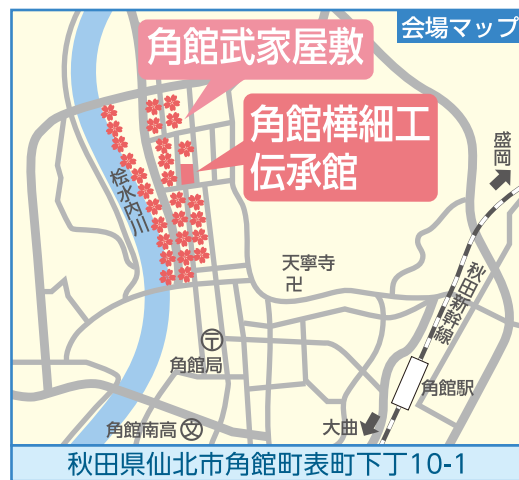 会場マップ
角館武家屋敷
角館樺細工
伝承館
盛岡
桧木内川
天寧寺
卍
秋田新幹線
〒
角館局
角館駅
角館南高
文
大曲
秋田県仙北市角館町表町下丁10-1